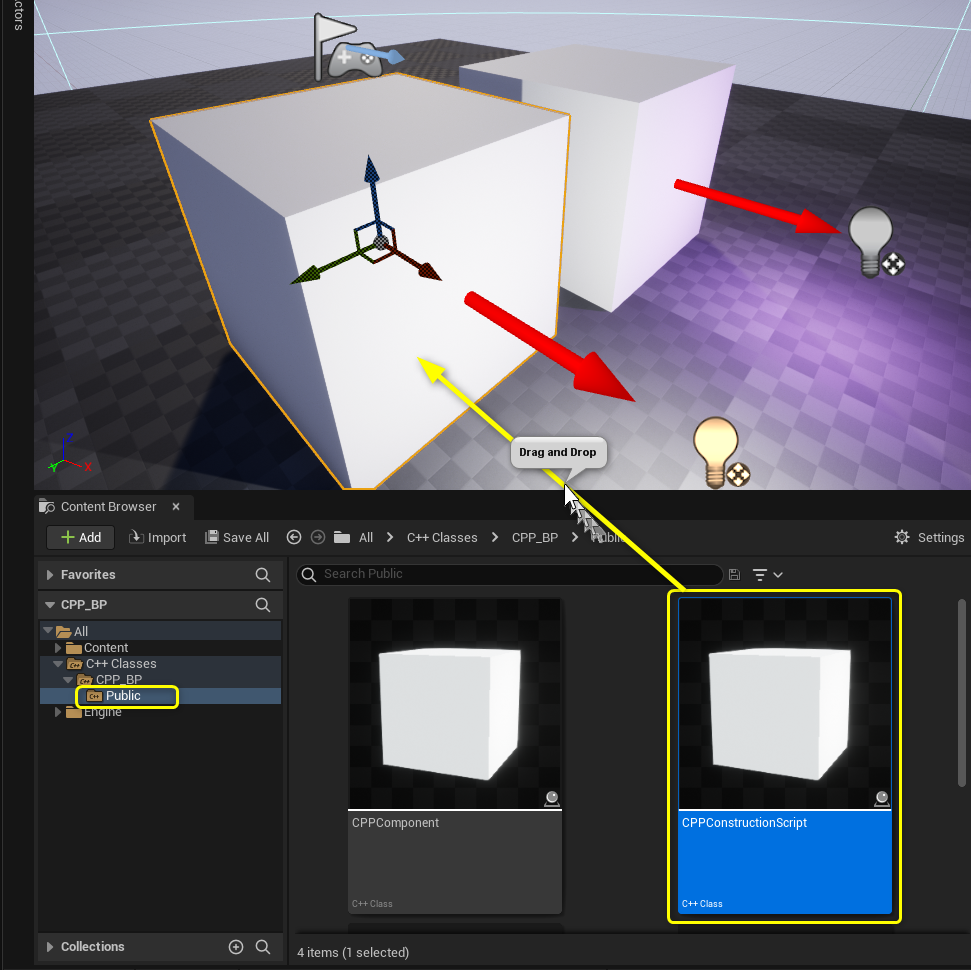 ctors
Z
Y
X
Drag and Drop
Content Browser
Add
Import
Save All
All
C++ Classes
CPP_BP
Public
Settings
Favorites
Search Public
CPP_BP
All
Content
C++ Classes
CPP_BP
Public
Engine
CPPComponent
C++ Class
CPPConstructionScript
C++ Class
Collections
4 items (1 selected)